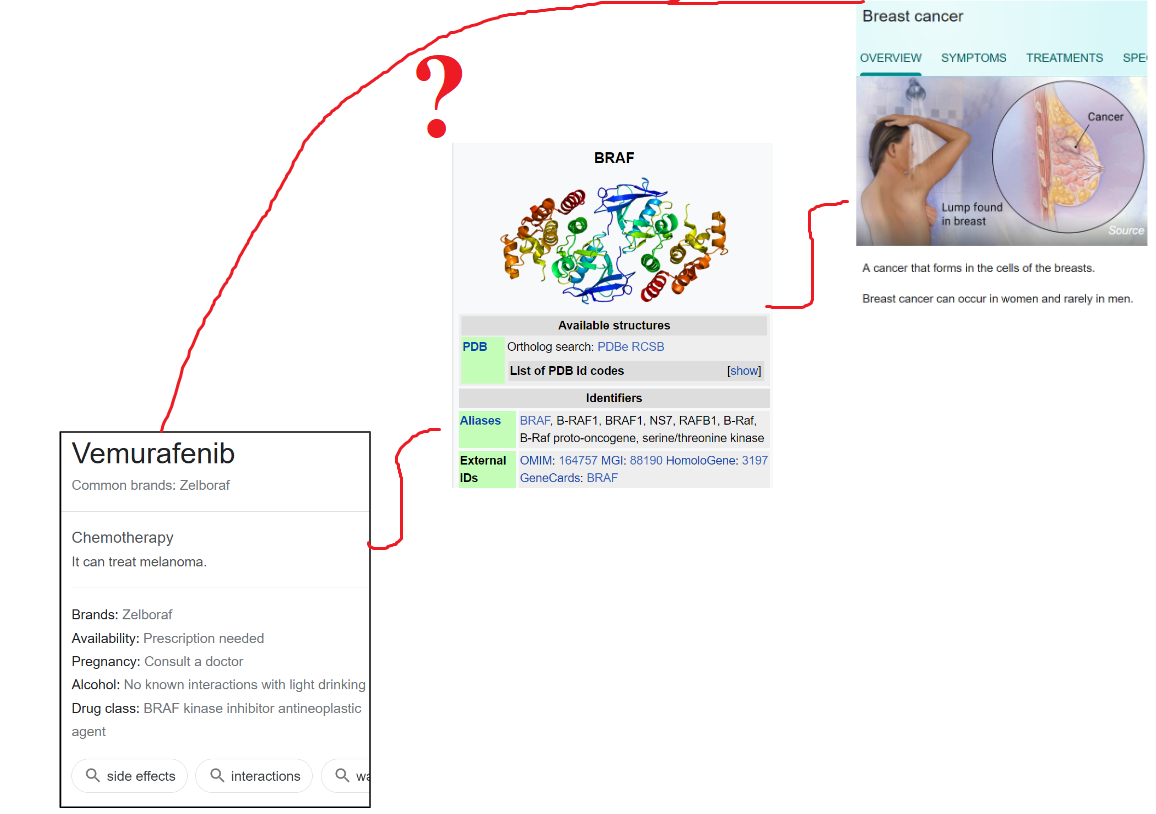 Breast cancer
OVERVIEW SYMPTOMS TREATMENTS SPE
Cancer
Lump found
in breast
Source
A cancer that forms in the cells of the breasts.
Breast cancer can occur in women and rarely in men.
?
BRAF
Available structures
PDB Ortholog search: PDBe RCSB
List of PDB id codes [show]
Identifiers
Aliases BRAF, B-RAF1, BRAF1, NS7, RAFB1, B-Raf,
B-Raf proto-oncogene, serine/threonine kinase
External IDs OMIM: 164757 MGI: 88190 HomoloGene: 3197
GeneCards: BRAF
Vemurafenib
Common brands: Zelboraf
Chemotherapy
It can treat melanoma.
Brands: Zelboraf
Availability: Prescription needed
Pregnancy: Consult a doctor
Alcohol: No known interactions with light drinking
Drug class: BRAF kinase inhibitor antineoplastic
agent
side effects interactions wa